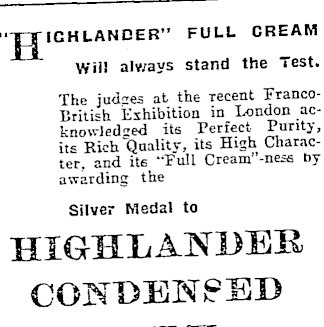 "HIGHLANDER" FULL CREAM
Will always stand the Test.
The judges at the recent Franco-
British Exhibition in London ac-
knowledged its Perfect Purity,
its Rich Quality, its High Charac-
ter, and its "Full Cream"-ness by
awarding the
Silver Medal to
HIGHLANDER
CONDENSED